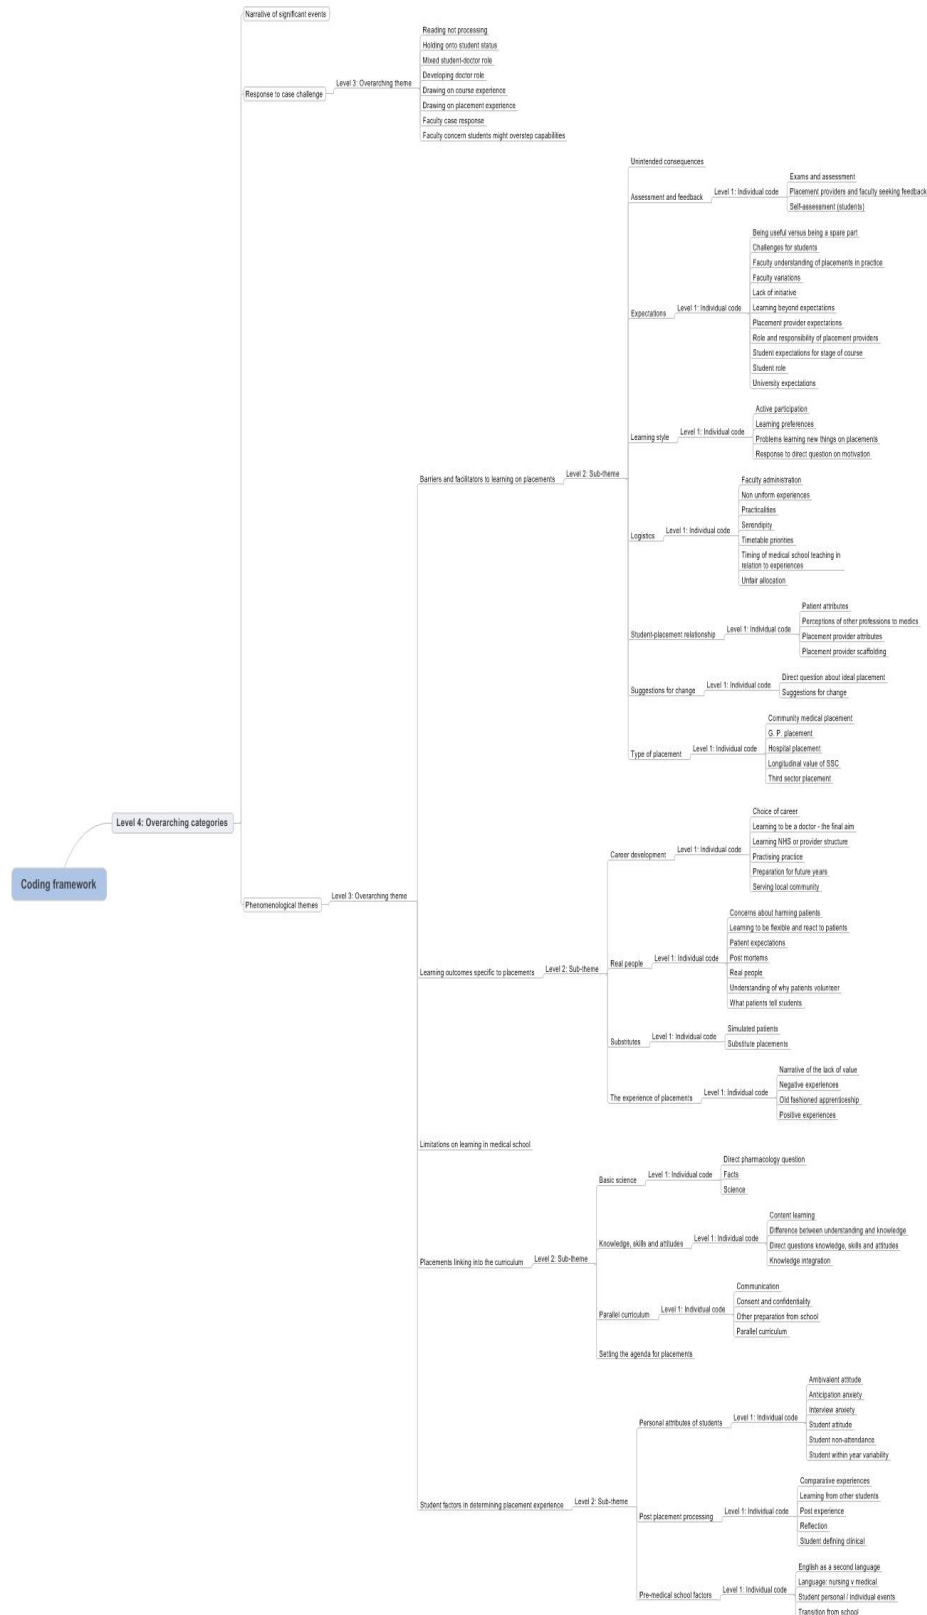 Narrative of significant events
Reading not processing
Holding onto student status
Mixed student-doctor role
Developing doctor role
Response to case challenge
Level 3: Overarching theme
Drawing on course experience
Drawing on placement experience
Faculty case response
Faculty concern students might overstep capabilities
Unintended consequences
Assessment and feedback
Level 1: Individual code
Exams and assessment
Placement providers and faculty seeking feedback
Self-assessment (students)
Expectations
Level 1: Individual code
Being useful versus being a spare part
Challenges for students
Faculty understanding of placements in practice
Faculty variations
Lack of initiative
Learning beyond expectations
Placement provider expectations
Role and responsibility of placement providers
Student expectations for stage of course
Student role
University expectations
Learning style
Level 1: Individual code
Active participation
Learning preferences
Problems learning new things on placements
Response to direct question on motivation
Barriers and facilitators to learning on placements
Level 2: Sub-theme
Logistics
Level 1: Individual code
Faculty administration
Non uniform experiences
Practicalities
Serendipity
Timetable priorities
Timing of medical school teaching in
relation to experiences
Unfair allocation
Student-placement relationship
Level 1: Individual code
Patient attributes
Perceptions of other professions to medics
Placement provider attributes
Placement provider scaffolding
Suggestions for change
Level 1: Individual code
Direct question about ideal placement
Suggestions for change
Type of placement
Level 1: Individual code
Community medical placement
G. P. placement
Hospital placement
Longitudinal value of SSC
Third sector placement
Level 4: Overarching categories
Coding framework
Phenomenological themes
Level 3: Overarching theme
Career development
Level 1: Individual code
Choice of career
Learning to be a doctor - the final aim
Learning NHS or provider structure
Practising practice
Preparation for future years
Serving local community
Learning outcomes specific to placements
Level 2: Sub-theme
Real people
Level 1: Individual code
Concerns about harming patients
Learning to be flexible and react to patients
Patient expectations
Post mortems
Real people
Understanding of why patients volunteer
What patients tell students
Substitutes
Level 1: Individual code
Simulated patients
Substitute placements
The experience of placements
Level 1: Individual code
Narrative of the lack of value
Negative experiences
Old fashioned apprenticeship
Positive experiences
Limitations on learning in medical school
Basic science
Level 1: Individual code
Direct pharmacology question
Facts
Science
Placements linking into the curriculum
Level 2: Sub-theme
Knowledge, skills and attitudes
Level 1: Individual code
Content learning
Difference between understanding and knowledge
Direct questions knowledge, skills and attitudes
Knowledge integration
Parallel curriculum
Level 1: Individual code
Communication
Consent and confidentiality
Other preparation from school
Parallel curriculum
Setting the agenda for placements
Personal attributes of students
Level 1: Individual code
Ambivalent attitude
Anticipation anxiety
Interview anxiety
Student attitude
Student non-attendance
Student within year variability
Student factors in determining placement experience
Level 2: Sub-theme
Post placement processing
Level 1: Individual code
Comparative experiences
Learning from other students
Post experience
Reflection
Student defining clinical
Pre-medical school factors
Level 1: Individual code
English as a second language
Language: nursing v medical
Student personal / individual events
Transition from school